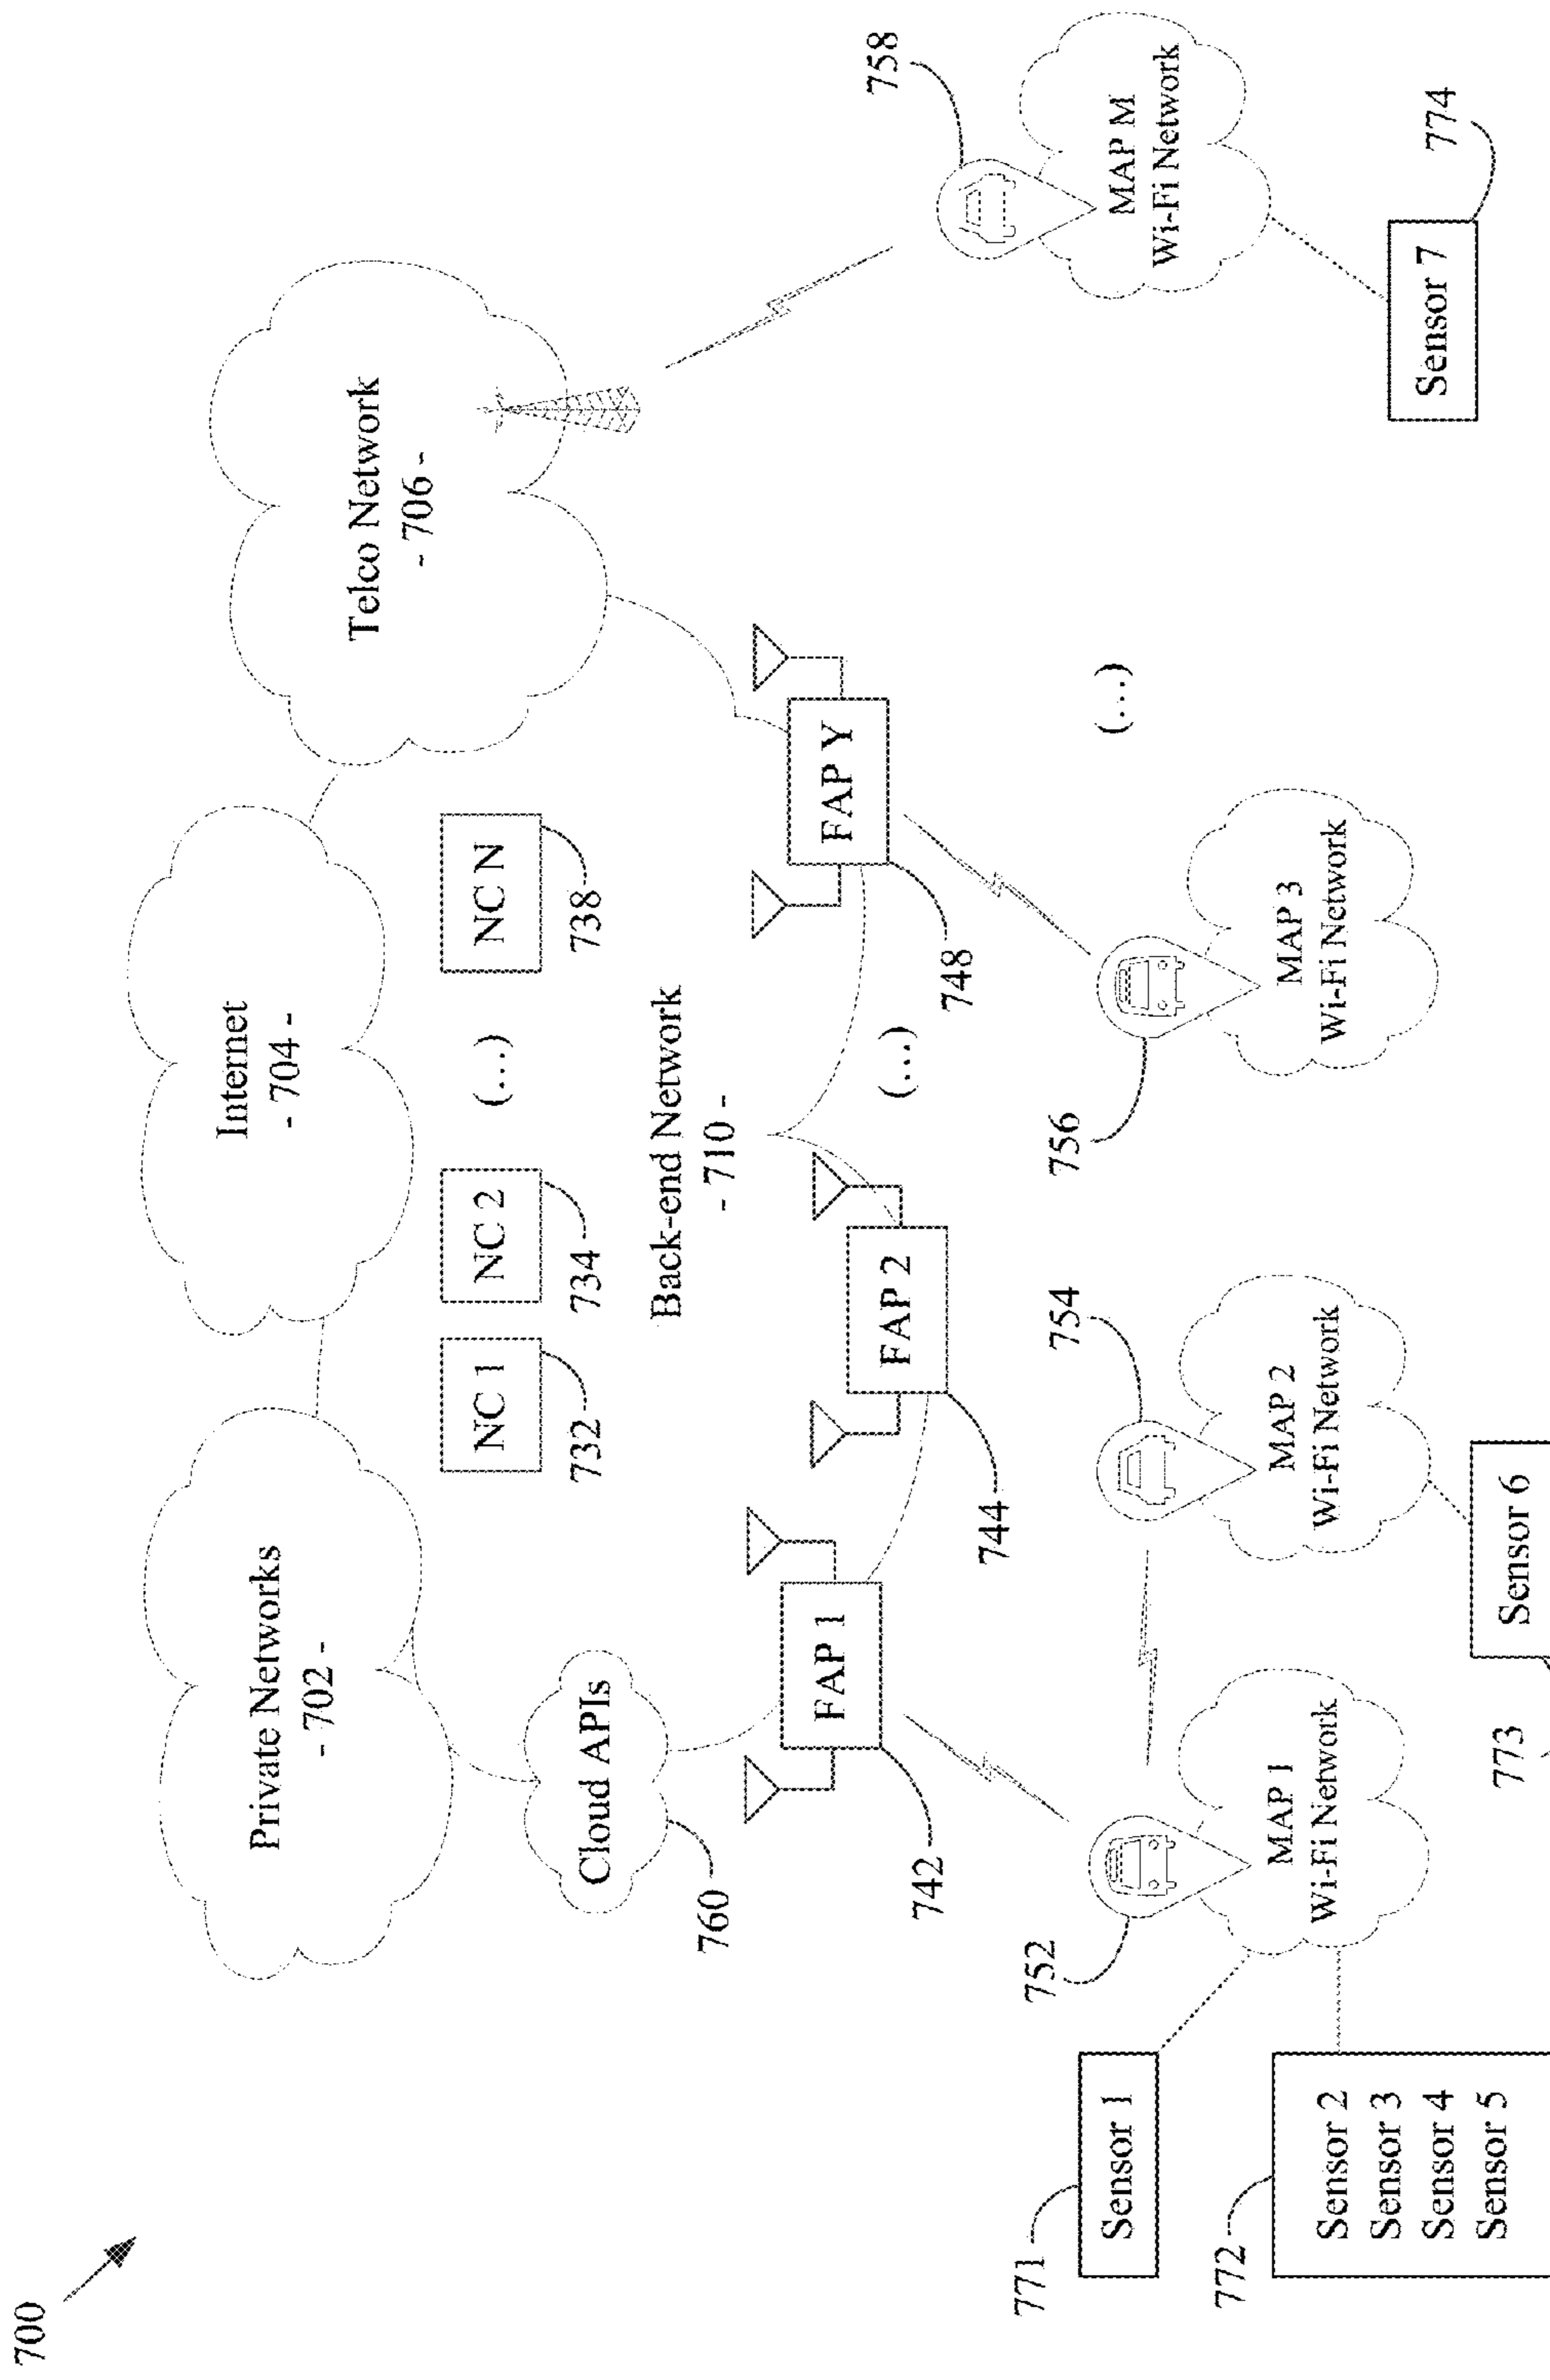 700
Private Networks
- 702 -
Internet
- 704 -
Telco Network
- 706 -
Cloud APIs
760
NC 1
732
NC 2
734
(...)
NC N
738
Back-end Network
- 710 -
FAP 1
742
FAP 2
744
(...)
FAP Y
748
752
MAP 1
Wi-Fi Network
754
MAP 2
Wi-Fi Network
756
MAP 3
Wi-Fi Network
(...)
758
MAP M
Wi-Fi Network
771
Sensor 1
772
Sensor 2
Sensor 3
Sensor 4
Sensor 5
773
Sensor 6
774
Sensor 7